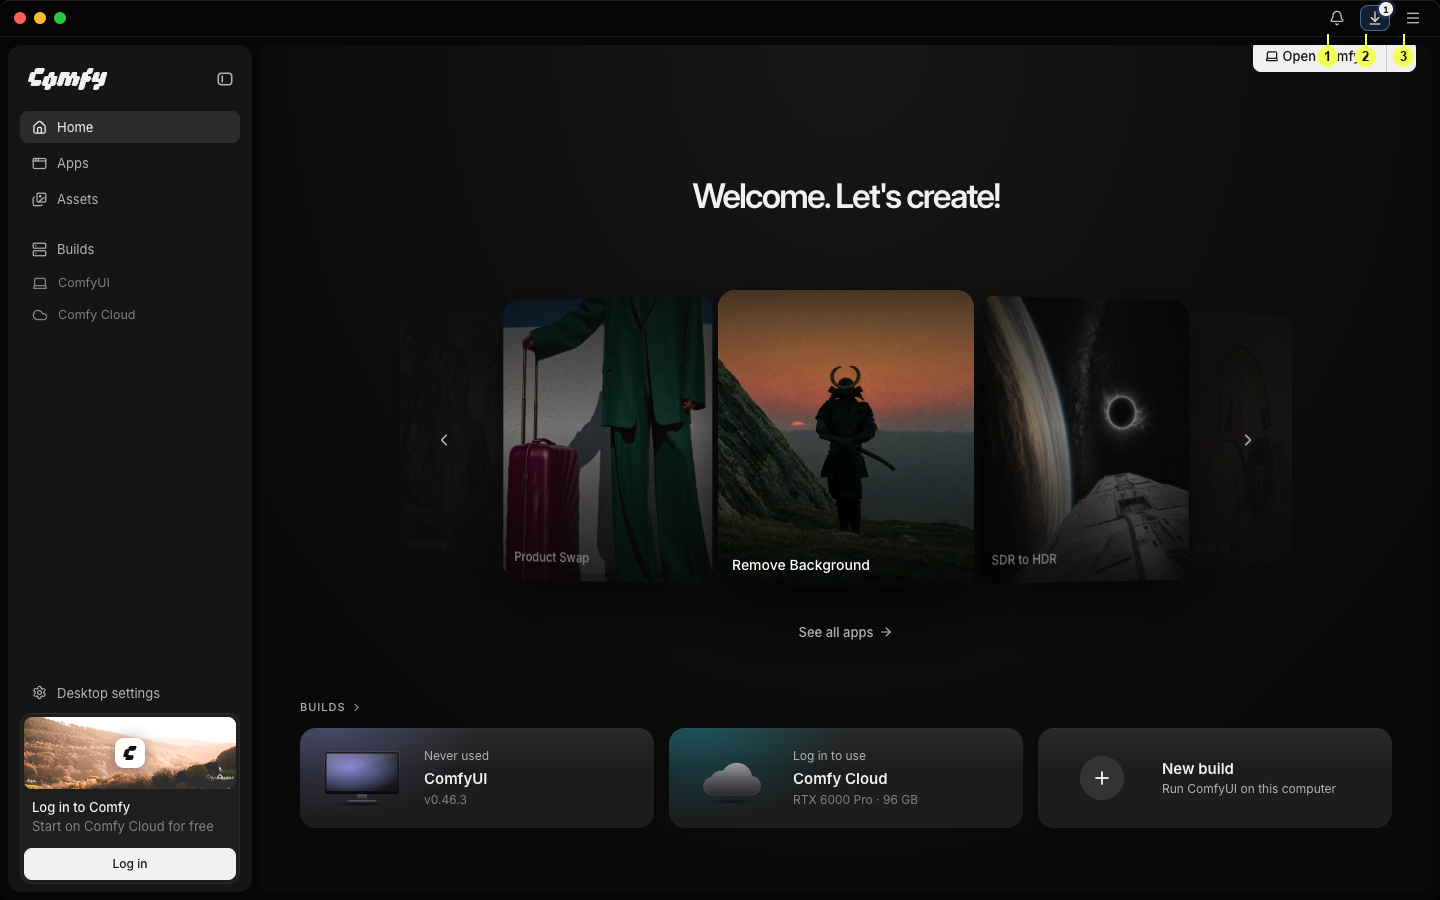 1
Comfy
Home
Apps
Assets
Builds
ComfyUI
Comfy Cloud
Desktop settings
Log in to Comfy
Start on Comfy Cloud for free
Log in
Open
1
2
3
Welcome. Let's create!
Product Swap
Remove Background
SDR to HDR
See all apps
BUILDS
Never used
ComfyUI
v0.46.3
Log in to use
Comfy Cloud
RTX 6000 Pro · 96 GB
New build
Run ComfyUI on this computer